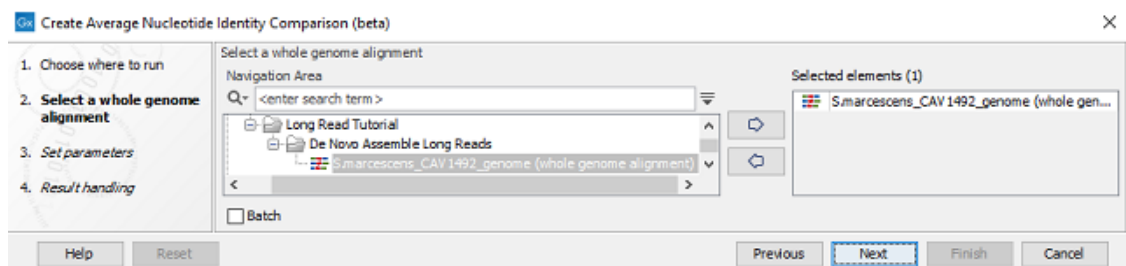 Gx Create Average Nucleotide Identity Comparison (beta)
1. Choose where to run
2. Select a whole genome
alignment
3. Set parameters
4. Result handling
Select a whole genome alignment
Navigation Area
<enter search term>
Long Read Tutorial
De Novo Assemble Long Reads
S.marcescens_CAV1492_genome (whole genome alignment)
Batch
Selected elements (1)
S.marcescens_CAV1492_genome (whole gen...
Help Reset Previous Next Finish Cancel